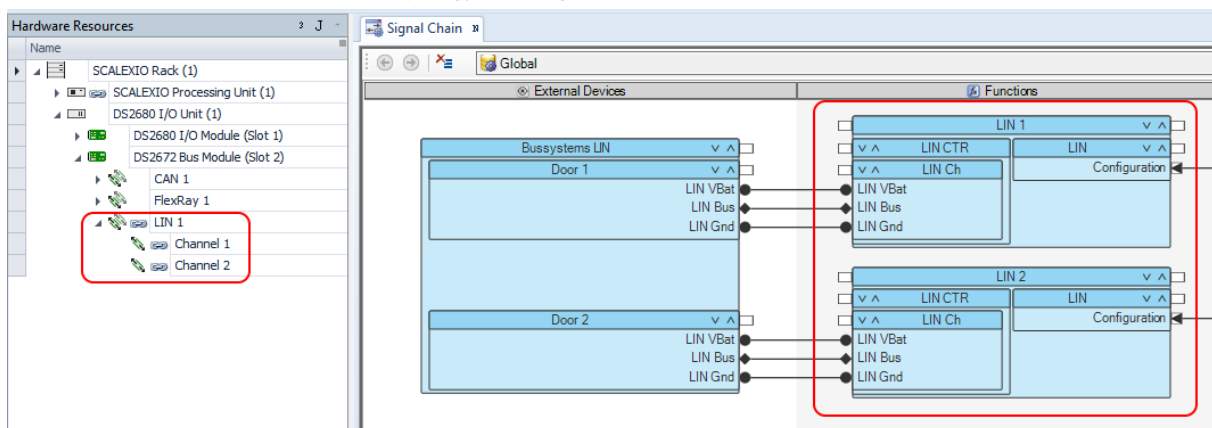 Hardware Resources
Name
SCALEXIO Rack (1)
SCALEXIO Processing Unit (1)
DS2680 I/O Unit (1)
DS2680 I/O Module (Slot 1)
DS2672 Bus Module (Slot 2)
CAN 1
FlexRay 1
LIN 1
Channel 1
Channel 2
Signal Chain
Global
External Devices
Functions
Bussystems LIN
Door 1
LIN VBat
LIN Bus
LIN Gnd
Door 2
LIN VBat
LIN Bus
LIN Gnd
LIN 1
LIN CTR
LIN
LIN Ch
Configuration
LIN VBat
LIN Bus
LIN Gnd
LIN 2
LIN CTR
LIN
LIN Ch
Configuration
LIN VBat
LIN Bus
LIN Gnd